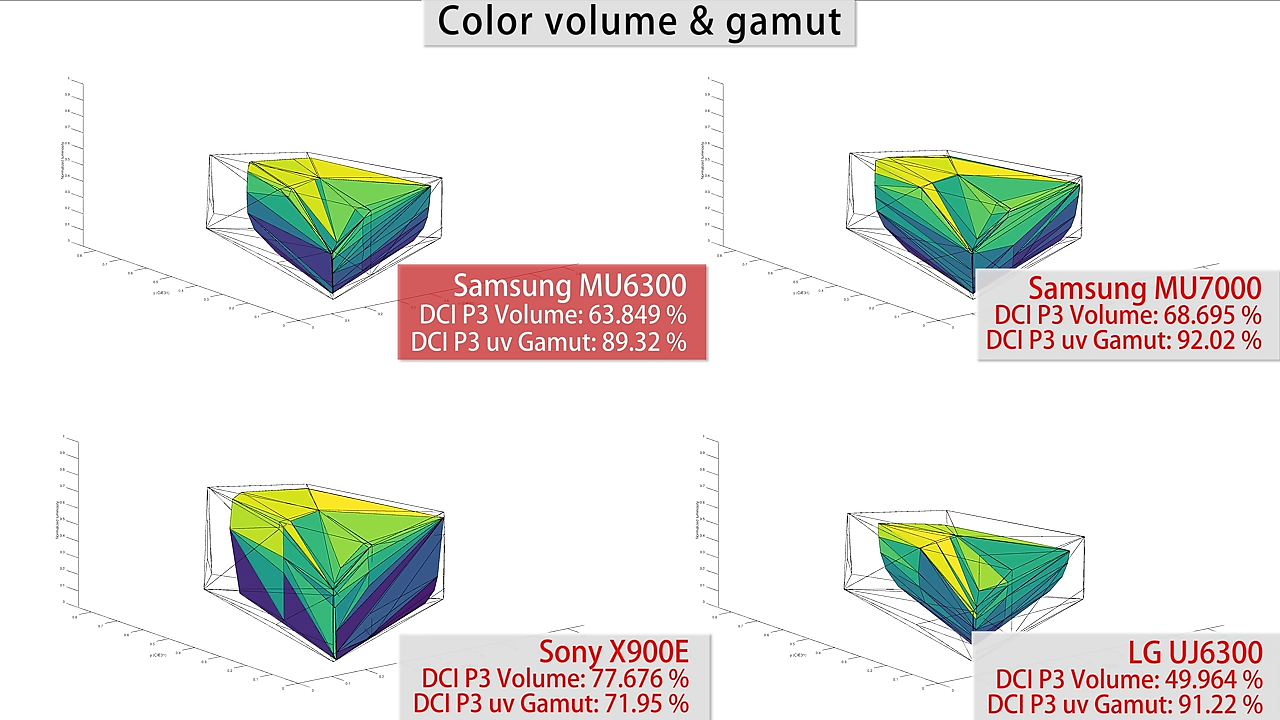 Color volume & gamut
Samsung MU6300
DCI P3 Volume: 63.849 %
DCI P3 uv Gamut: 89.32 %
Samsung MU7000
DCI P3 Volume: 68.695 %
DCI P3 uv Gamut: 92.02 %
Sony X900E
DCI P3 Volume: 77.676 %
DCI P3 uv Gamut: 71.95 %
LG UJ6300
DCI P3 Volume: 49.964 %
DCI P3 uv Gamut: 91.22 %